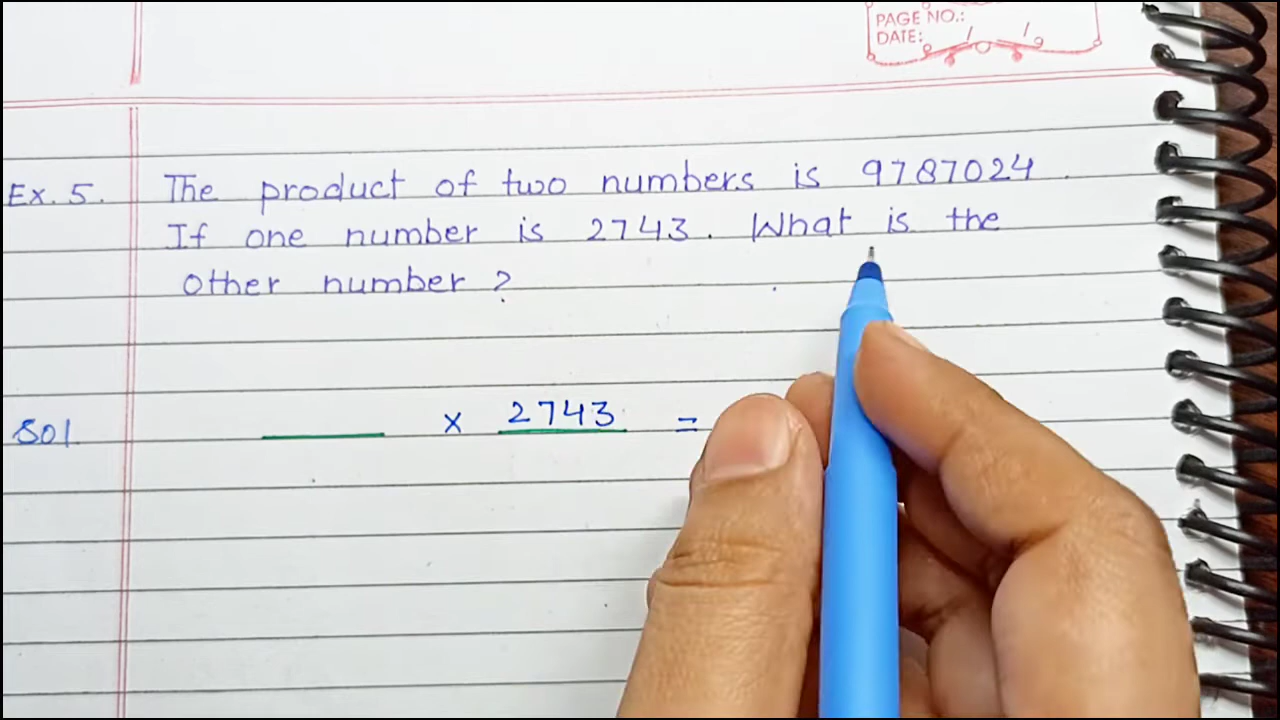 PAGE NO.:
DATE:
Ex. 5. The product of two numbers is 9787024.
If one number is 2743. What is the
other number?
Sol. × 2743 =